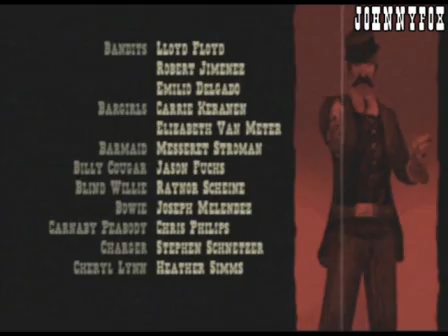 JOHNNYFOX
Bandits Lloyd Floyd
Robert Jimenez
Emilio Delgado
Bargirls Carrie Keranen
Elizabeth Van Meter
Barmaid Messeret Stroman
Billy Cougar Jason Fuchs
Blind Willie Raynor Scheine
Bowie Joseph Melendez
Carnaby Peabody Chris Philips
Charger Stephen Schnetzer
Cheryl Lynn Heather Simms